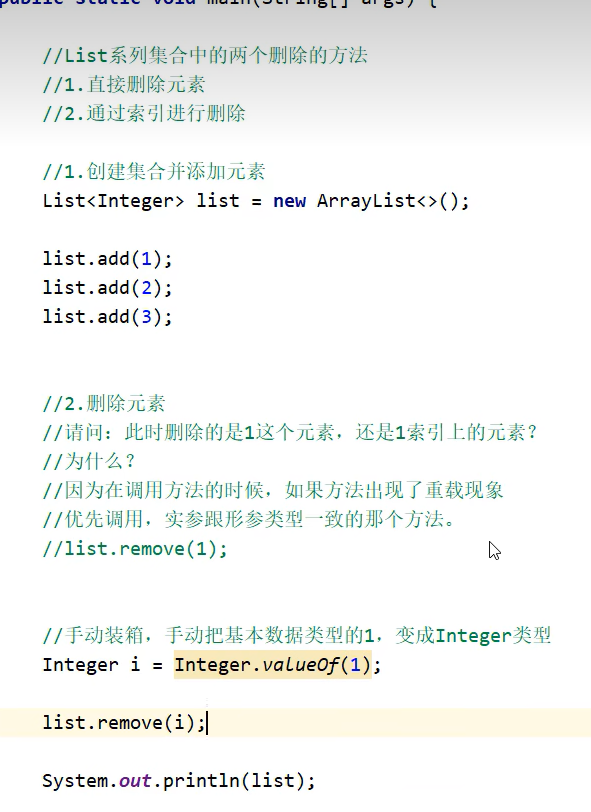 public static void main(String[] args) {
//List系列集合中的两个删除的方法
//1.直接删除元素
//2.通过索引进行删除
//1.创建集合并添加元素
List<Integer> list = new ArrayList<>();
list.add(1);
list.add(2);
list.add(3);
//2.删除元素
//请问：此时删除的是1这个元素，还是1索引上的元素？
//为什么？
//因为在调用方法的时候，如果方法出现了重载现象
//优先调用，实参跟形参类型一致的那个方法。
//list.remove(1);
//手动装箱，手动把基本数据类型的1，变成Integer类型
Integer i = Integer.valueOf(1);
list.remove(i);
System.out.println(list);